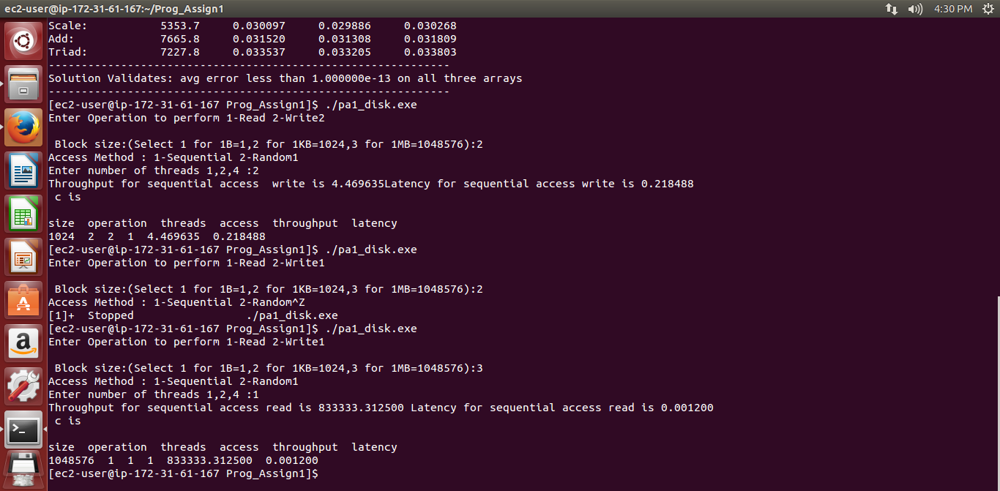 ec2-user@ip-172-31-61-167:~/Prog_Assign1 4:30 PM
Scale: 5353.7 0.030097 0.029886 0.030268
Add: 7665.8 0.031520 0.031308 0.031809
Triad: 7227.8 0.033537 0.033205 0.033803
-------------------------------------------------------------
Solution Validates: avg error less than 1.000000e-13 on all three arrays
-------------------------------------------------------------
[ec2-user@ip-172-31-61-167 Prog_Assign1]$ ./pa1_disk.exe
Enter Operation to perform 1-Read 2-Write2
Block size:(Select 1 for 1B=1,2 for 1KB=1024,3 for 1MB=1048576):2
Access Method : 1-Sequential 2-Random1
Enter number of threads 1,2,4 :2
Throughput for sequential access  write is 4.469635Latency for sequential access write is 0.218488
c is
size  operation  threads  access  throughput  latency
1024  2  2  1  4.469635  0.218488
[ec2-user@ip-172-31-61-167 Prog_Assign1]$ ./pa1_disk.exe
Enter Operation to perform 1-Read 2-Write1
Block size:(Select 1 for 1B=1,2 for 1KB=1024,3 for 1MB=1048576):2
Access Method : 1-Sequential 2-Random^Z
[1]+  Stopped                 ./pa1_disk.exe
[ec2-user@ip-172-31-61-167 Prog_Assign1]$ ./pa1_disk.exe
Enter Operation to perform 1-Read 2-Write1
Block size:(Select 1 for 1B=1,2 for 1KB=1024,3 for 1MB=1048576):3
Access Method : 1-Sequential 2-Random1
Enter number of threads 1,2,4 :1
Throughput for sequential access read is 833333.312500 Latency for sequential access read is 0.001200
c is
size  operation  threads  access  throughput  latency
1048576  1  1  1  833333.312500  0.001200
[ec2-user@ip-172-31-61-167 Prog_Assign1]$